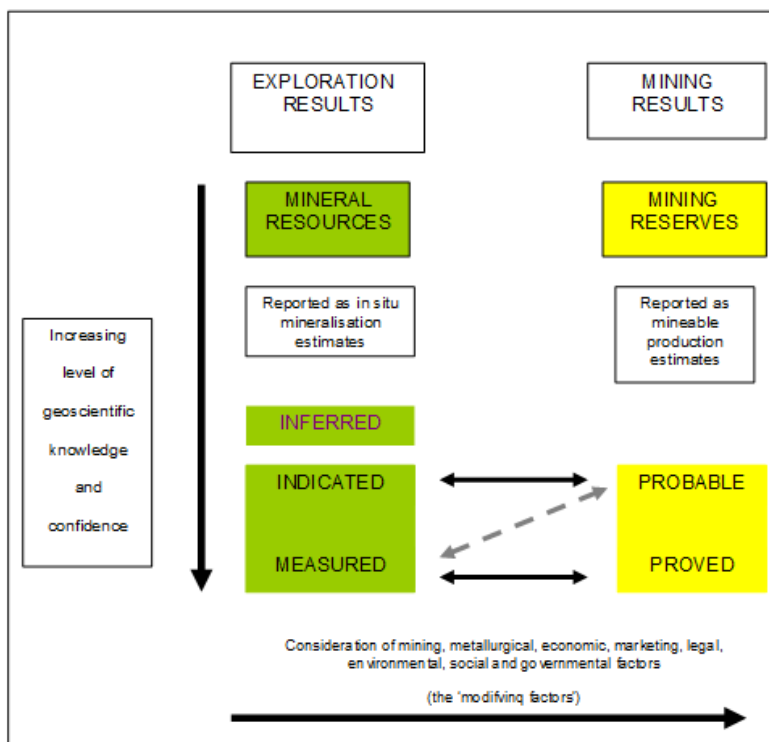 EXPLORATION
RESULTS
MINING
RESULTS
MINERAL
RESOURCES
MINING
RESERVES
Reported as in situ
mineralisation
estimates
Reported as
mineable
production
estimates
Increasing
level of
geoscientific
knowledge
and
confidence
INFERRED
INDICATED
PROBABLE
MEASURED
PROVED
Consideration of mining, metallurgical, economic, marketing, legal,
environmental, social and governmental factors
(the 'modifying factors')